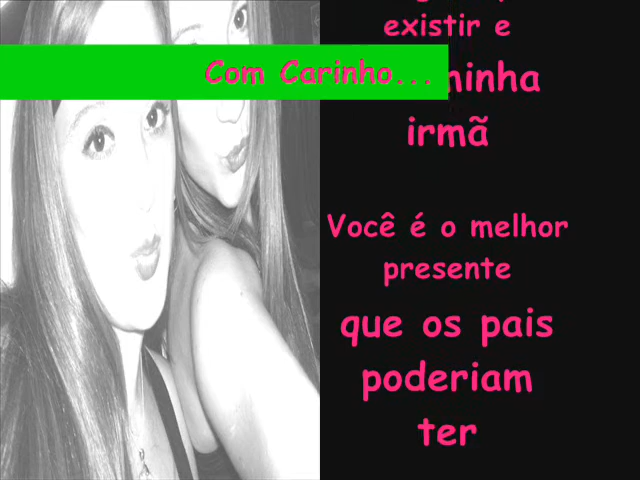 existir e
Com Carinho...
irmã
Você é o melhor
presente
que os pais
poderiam
ter